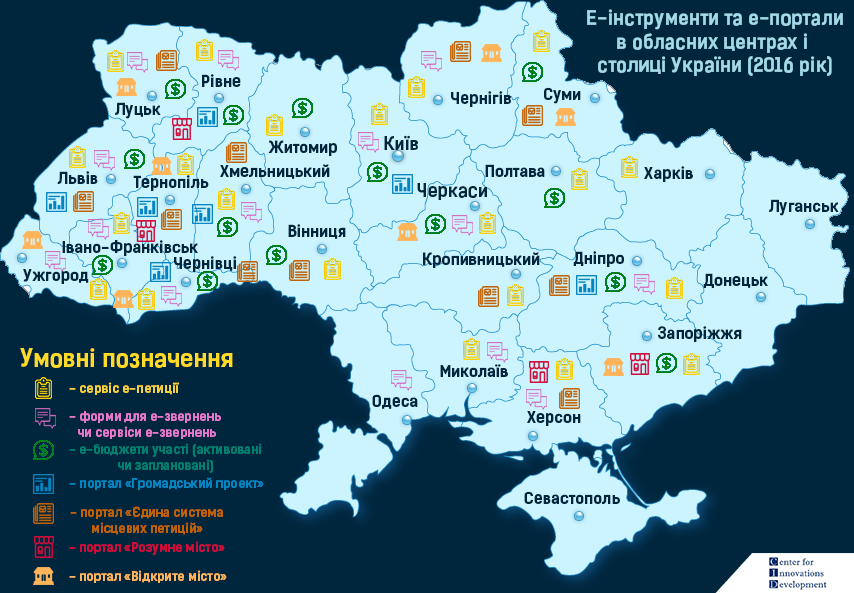 Е-інструменти та е-портали
в обласних центрах і
столиці України (2016 рік)
Луцьк
Рівне
Житомир
Київ
Чернігів
Суми
Львів
Тернопіль
Хмельницький
Полтава
Харків
Луганськ
Черкаси
Івано-Франківськ
Вінниця
Ужгород
Чернівці
Кропивницький
Дніпро
Донецьк
Запоріжжя
Миколаїв
Одеса
Херсон
Севастополь
Умовні позначення
– сервіс е-петиції
– форми для е-звернень
чи сервіси е-звернень
– е-бюджети участі (активовані
чи заплановані)
– портал «Громадський проект»
– портал «Єдина система
місцевих петицій»
– портал «Розумне місто»
– портал «Відкрите місто»
Center for
Innovations
Development